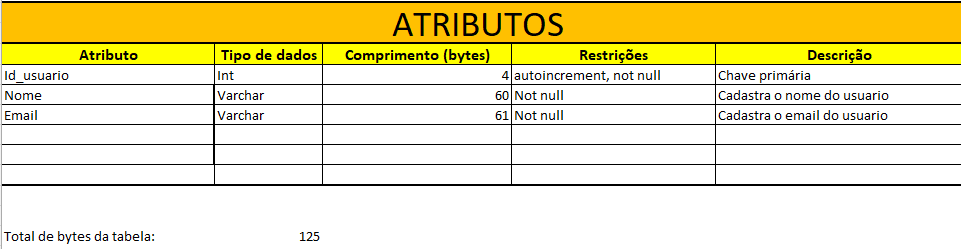 ATRIBUTOS
Atributo Tipo de dados Comprimento (bytes) Restrições Descrição
Id_usuario Int 4 autoincrement, not null Chave primária
Nome Varchar 60 Not null Cadastra o nome do usuario
Email Varchar 61 Not null Cadastra o email do usuario
Total de bytes da tabela: 125